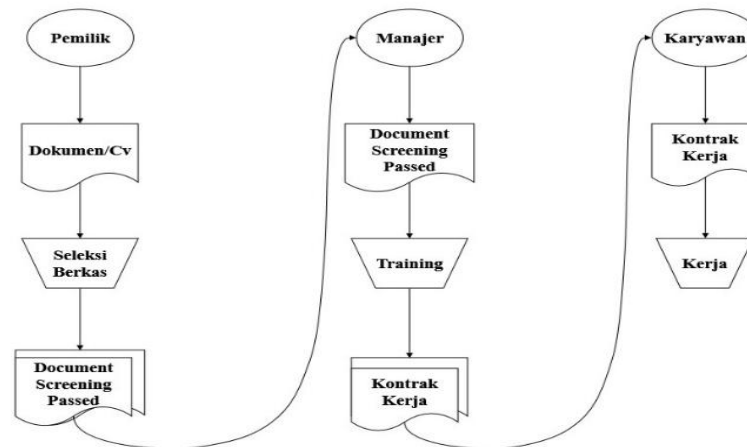 Pemilik
Dokumen/Cv
Seleksi
Berkas
Document
Screening
Passed
Manajer
Document
Screening
Passed
Training
Kontrak
Kerja
Karyawan
Kontrak
Kerja
Kerja